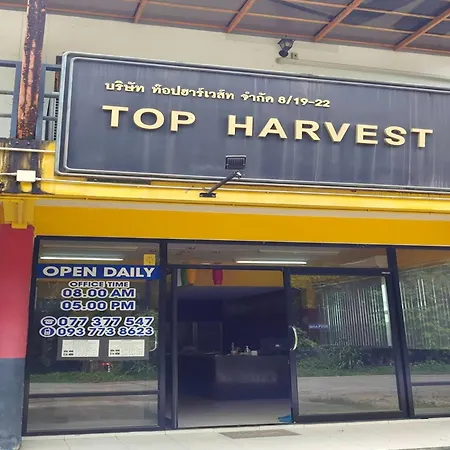 บริษัท ท็อปฮาร์เวส์ท จำกัด 8/19-22
TOP HARVEST
OPEN DAILY
OFFICE TIME
08.00 AM
05.00 PM
077 377 547
093 773 8623